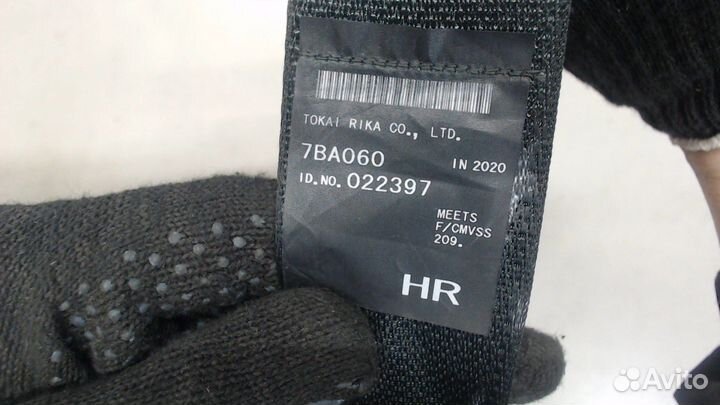 TOKAI RIKA CO., LTD.
7BA060 IN 2020
ID.NO. 022397
MEETS
F/CMVSS
209.
HR
Avito